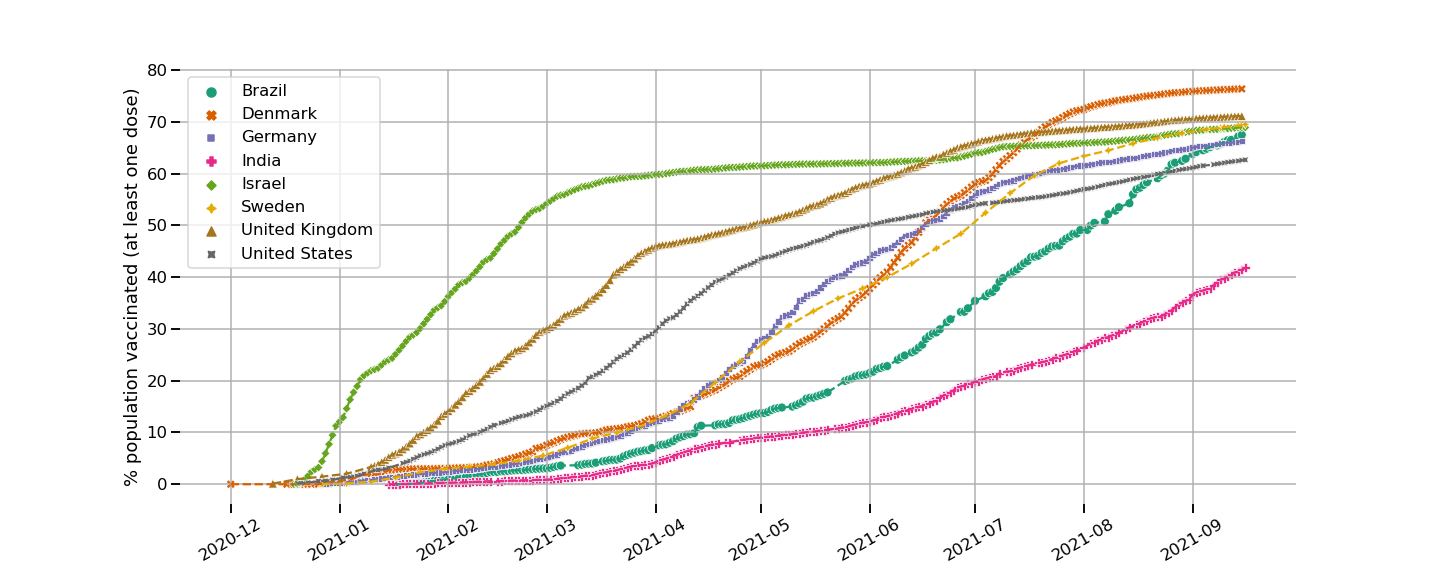 % population vaccinated (at least one dose)
80
70
60
50
40
30
20
10
0
Brazil
Denmark
Germany
India
Israel
Sweden
United Kingdom
United States
2020-12
2021-01
2021-02
2021-03
2021-04
2021-05
2021-06
2021-07
2021-08
2021-09